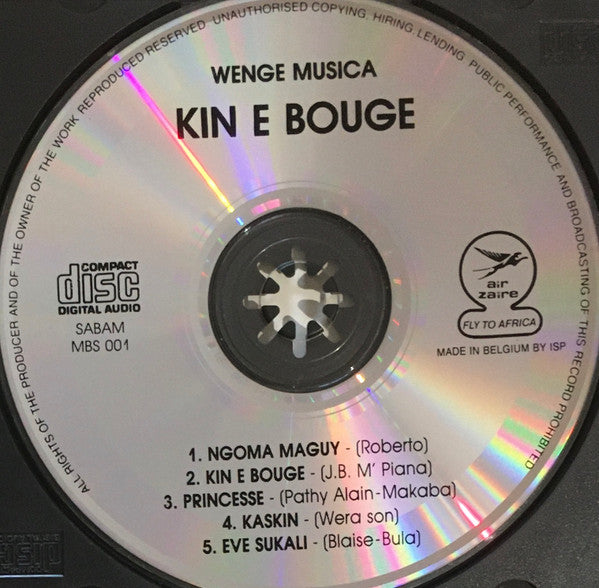 ALL RIGHTS OF THE PRODUCER AND OF THE OWNER OF THE WORK REPRODUCED RESERVED. UNAUTHORISED COPYING, HIRING, LENDING, PUBLIC PERFORMANCE AND BROADCASTING OF THIS RECORD PROHIBITED
WENGE MUSICA
KIN E BOUGE
COMPACT
disc
DIGITAL AUDIO
SABAM
MBS 001
air
zaire
FLY TO AFRICA
MADE IN BELGIUM BY ISP
1. NGOMA MAGUY - (Roberto)
2. KIN E BOUGE - (J.B. M' Piana)
3. PRINCESSE - (Pathy Alain-Makaba)
4. KASKIN - (Wera son)
5. EVE SUKALI - (Blaise-Bula)